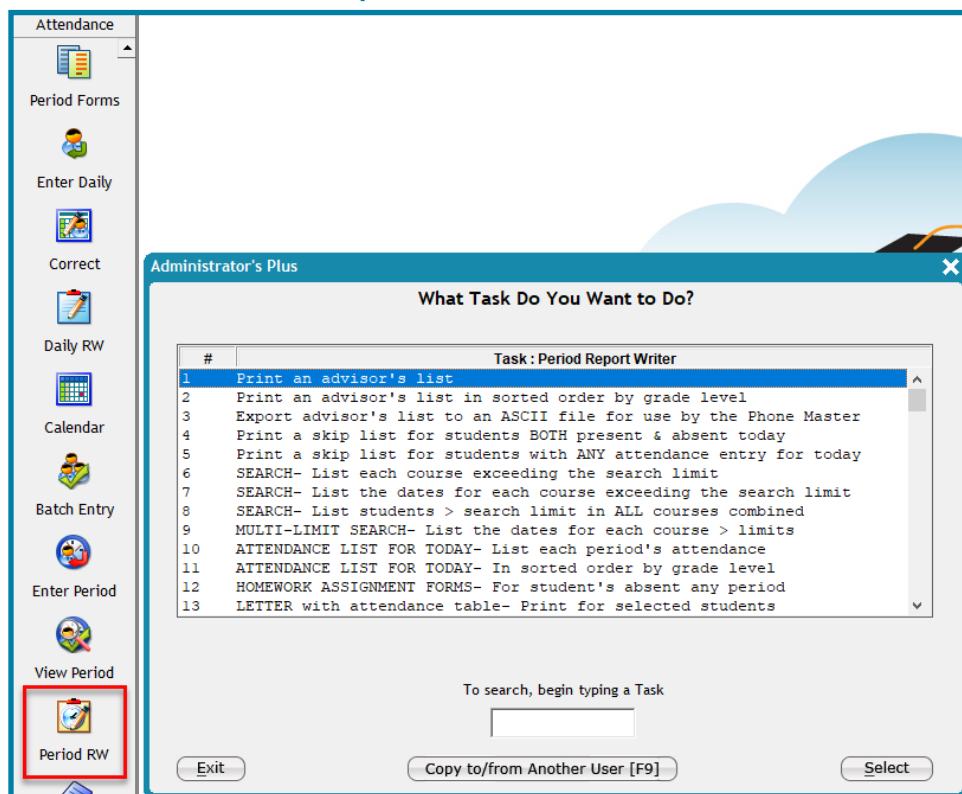 Attendance
Period Forms
Enter Daily
Correct
Daily RW
Calendar
Batch Entry
Enter Period
View Period
Period RW
Administrator's Plus
What Task Do You Want to Do?
# Task : Period Report Writer
1 Print an advisor's list
2 Print an advisor's list in sorted order by grade level
3 Export advisor's list to an ASCII file for use by the Phone Master
4 Print a skip list for students BOTH present & absent today
5 Print a skip list for students with ANY attendance entry for today
6 SEARCH- List each course exceeding the search limit
7 SEARCH- List the dates for each course exceeding the search limit
8 SEARCH- List students > search limit in ALL courses combined
9 MULTI-LIMIT SEARCH- List the dates for each course > limits
10 ATTENDANCE LIST FOR TODAY- List each period's attendance
11 ATTENDANCE LIST FOR TODAY- In sorted order by grade level
12 HOMEWORK ASSIGNMENT FORMS- For student's absent any period
13 LETTER with attendance table- Print for selected students
To search, begin typing a Task
Exit
Copy to/from Another User [F9]
Select